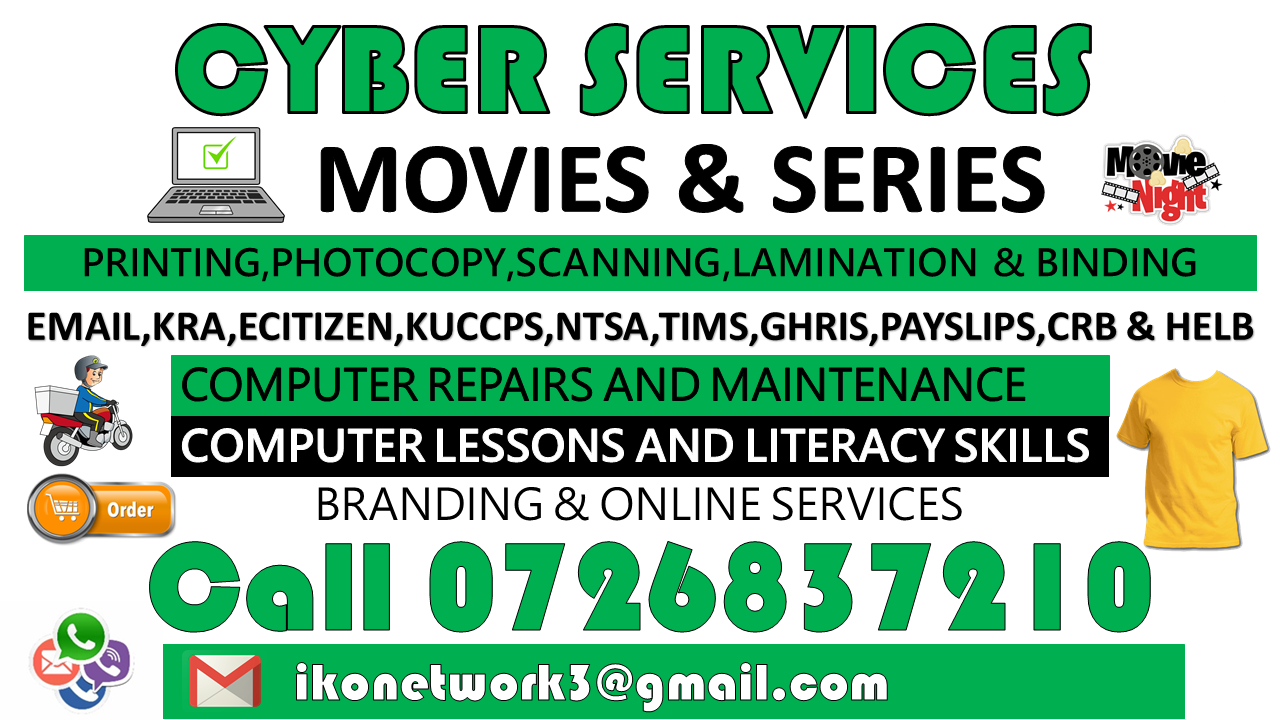 CYBER SERVICES
MOVIES & SERIES
Movie
Night
PRINTING,PHOTOCOPY,SCANNING,LAMINATION & BINDING
EMAIL,KRA,ECITIZEN,KUCCPS,NTSA,TIMS,GHRIS,PAYSLIPS,CRB & HELB
COMPUTER REPAIRS AND MAINTENANCE
COMPUTER LESSONS AND LITERACY SKILLS
Order
BRANDING & ONLINE SERVICES
Call 0726837210
ikonetwork3@gmail.com